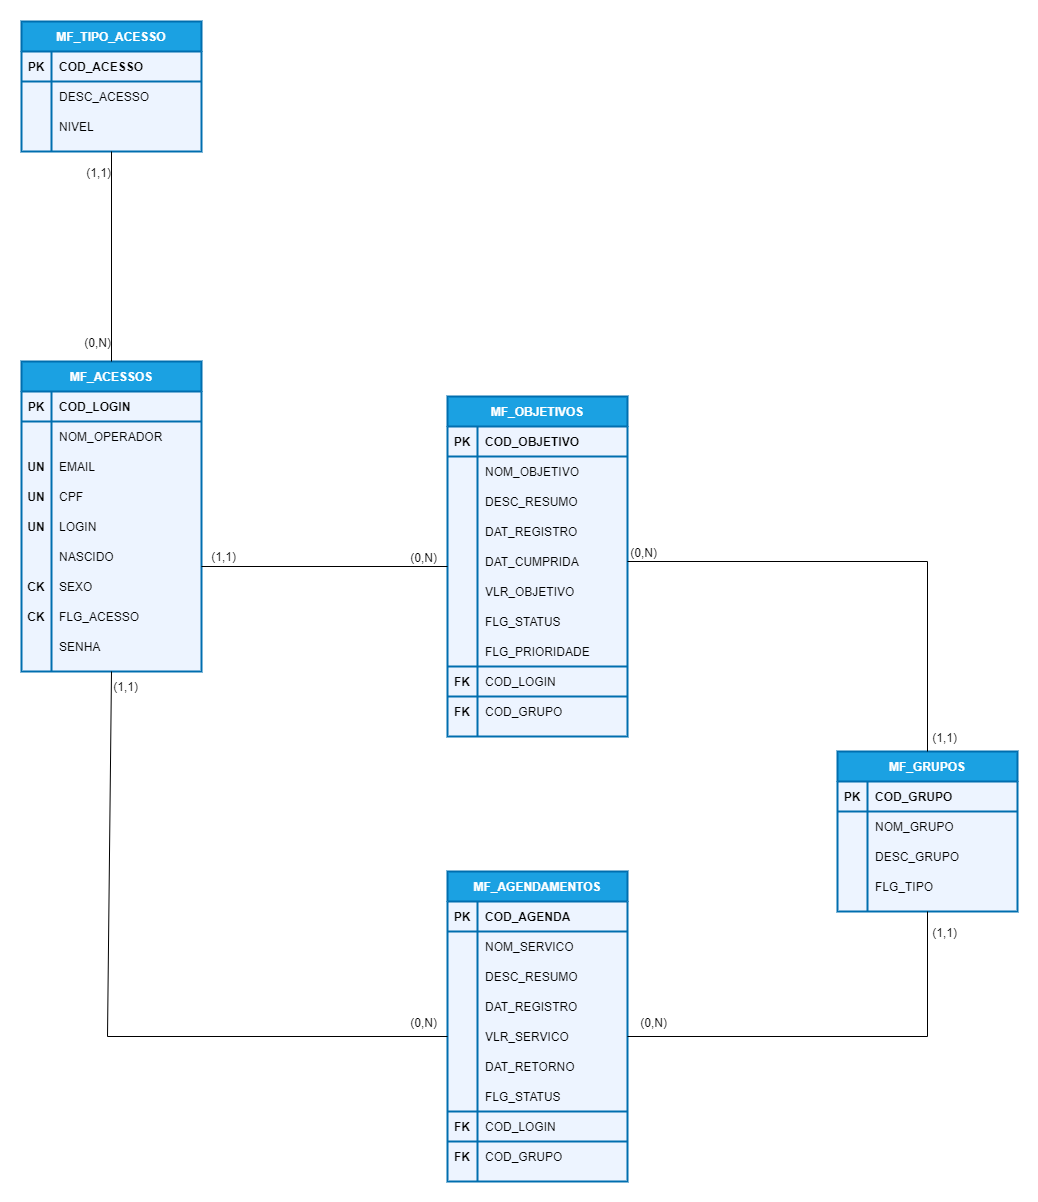 MF_TIPO_ACESSO
PK COD_ACESSO
DESC_ACESSO
NIVEL
(1,1)
(0,N)
MF_ACESSOS
PK COD_LOGIN
NOM_OPERADOR
UN EMAIL
UN CPF
UN LOGIN
NASCIDO
CK SEXO
CK FLG_ACESSO
SENHA
(1,1)
(0,N)
(1,1)
MF_OBJETIVOS
PK COD_OBJETIVO
NOM_OBJETIVO
DESC_RESUMO
DAT_REGISTRO
DAT_CUMPRIDA
VLR_OBJETIVO
FLG_STATUS
FLG_PRIORIDADE
FK COD_LOGIN
FK COD_GRUPO
(0,N)
(1,1)
MF_GRUPOS
PK COD_GRUPO
NOM_GRUPO
DESC_GRUPO
FLG_TIPO
(1,1)
MF_AGENDAMENTOS
PK COD_AGENDA
NOM_SERVICO
DESC_RESUMO
DAT_REGISTRO
VLR_SERVICO
DAT_RETORNO
FLG_STATUS
FK COD_LOGIN
FK COD_GRUPO
(0,N)
(0,N)